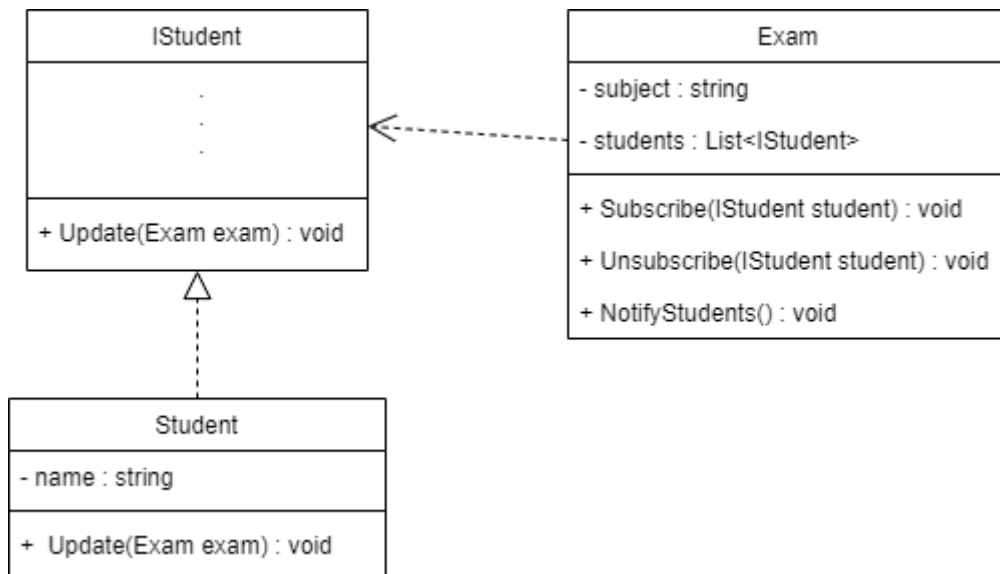 IStudent
.
.
.
+ Update(Exam exam) : void
Exam
- subject : string
- students : List<IStudent>
+ Subscribe(IStudent student) : void
+ Unsubscribe(IStudent student) : void
+ NotifyStudents() : void
Student
- name : string
+ Update(Exam exam) : void